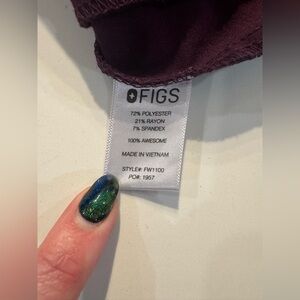 FIGS
72% POLYESTER
21% RAYON
7% SPANDEX
100% AWESOME
MADE IN VIETNAM
STYLE#: FW1100
PO#: 1957